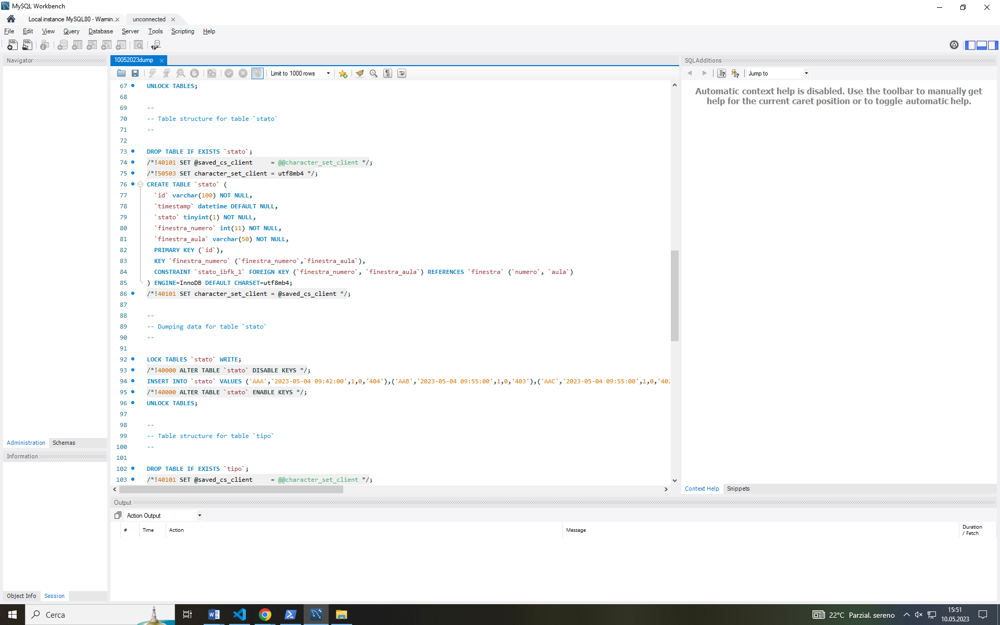 MySQL Workbench
Local instance MySQL80 - Warnin...
unconnected
File Edit View Query Database Server Tools Scripting Help
Navigator
10052023dump
SQLAdditions
Limit to 1000 rows
Jump to
Automatic context help is disabled. Use the toolbar to manually get
help for the current caret position or to toggle automatic help.
67 UNLOCK TABLES;
68
69 --
70 -- Table structure for table `stato`
71 --
72
73 DROP TABLE IF EXISTS `stato`;
74 /*!40101 SET @saved_cs_client     = @@character_set_client */;
75 /*!50503 SET character_set_client = utf8mb4 */;
76 CREATE TABLE `stato` (
77   `id` varchar(100) NOT NULL,
78   `timestamp` datetime DEFAULT NULL,
79   `stato` tinyint(1) NOT NULL,
80   `finestra_numero` int(11) NOT NULL,
81   `finestra_aula` varchar(50) NOT NULL,
82   PRIMARY KEY (`id`),
83   KEY `finestra_numero` (`finestra_numero`,`finestra_aula`),
84   CONSTRAINT `stato_ibfk_1` FOREIGN KEY (`finestra_numero`, `finestra_aula`) REFERENCES `finestra` (`numero`, `aula`)
85 ) ENGINE=InnoDB DEFAULT CHARSET=utf8mb4;
86 /*!40101 SET character_set_client = @saved_cs_client */;
87
88 --
89 -- Dumping data for table `stato`
90 --
91
92 LOCK TABLES `stato` WRITE;
93 /*!40000 ALTER TABLE `stato` DISABLE KEYS */;
94 INSERT INTO `stato` VALUES ('AAA','2023-05-04 09:42:00',1,0,'404'),('AAB','2023-05-04 09:55:00',1,0,'403'),('AAC','2023-05-04 09:55:00',1,0,'402
95 /*!40000 ALTER TABLE `stato` ENABLE KEYS */;
96 UNLOCK TABLES;
97
98 --
99 -- Table structure for table `tipo`
100 --
101
102 DROP TABLE IF EXISTS `tipo`;
103 /*!40101 SET @saved_cs_client     = @@character_set_client */;
Administration Schemas
Information
Object Info Session
Context Help Snippets
Output
Action Output
# Time Action Message Duration / Fetch
Cerca
22°C Parzial. sereno
15:51
10.05.2023